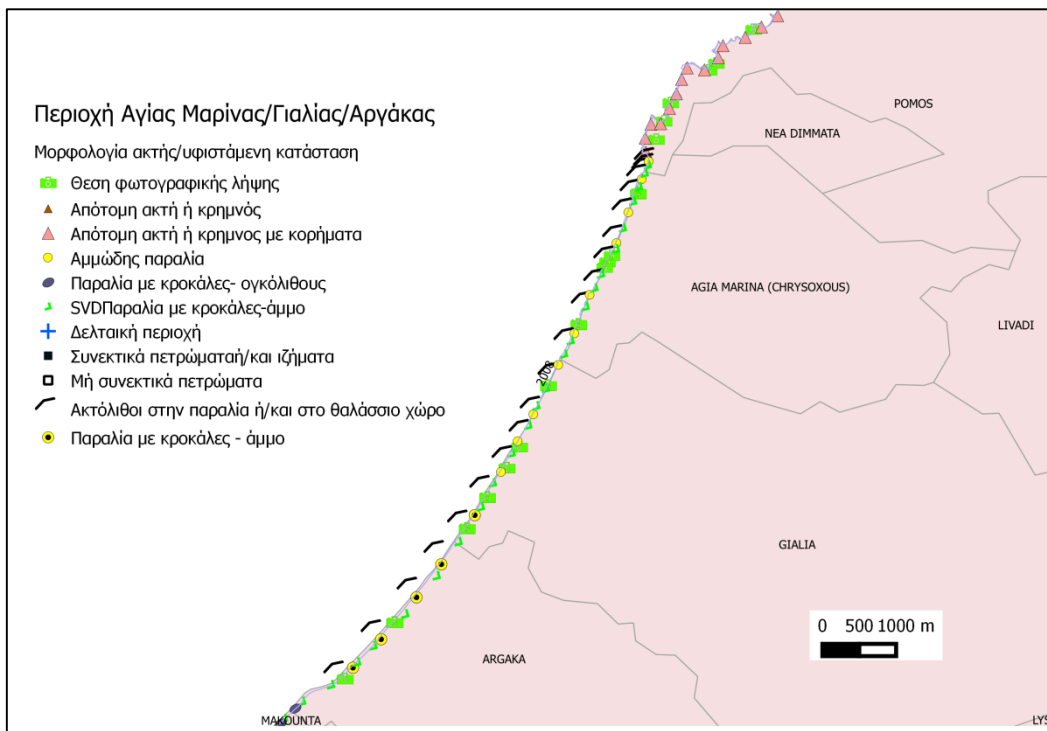 Περιοχή Αγίας Μαρίνας/Γιαλίας/Αργάκας
Μορφολογία ακτής/υφιστάμενη κατάσταση
Θεση φωτογραφικής λήψης
Απότομη ακτή ή κρημνός
Απότομη ακτή ή κρημνος με κορήματα
Αμμώδης παραλία
Παραλία με κροκάλες- ογκόλιθους
SVDΠαραλία με κροκάλες-άμμο
Δελταική περιοχή
Συνεκτικά πετρώματαή/και ιζήματα
Μή συνεκτικά πετρώματα
Ακτόλιθοι στην παραλία ή/και στο θαλάσσιο χώρο
Παραλία με κροκάλες - άμμο
POMOS
NEA DIMMATA
AGIA MARINA (CHRYSOXOUS)
LIVADI
2008
GIALIA
0 500 1000 m
ARGAKA
MAKOUNTA
LYS